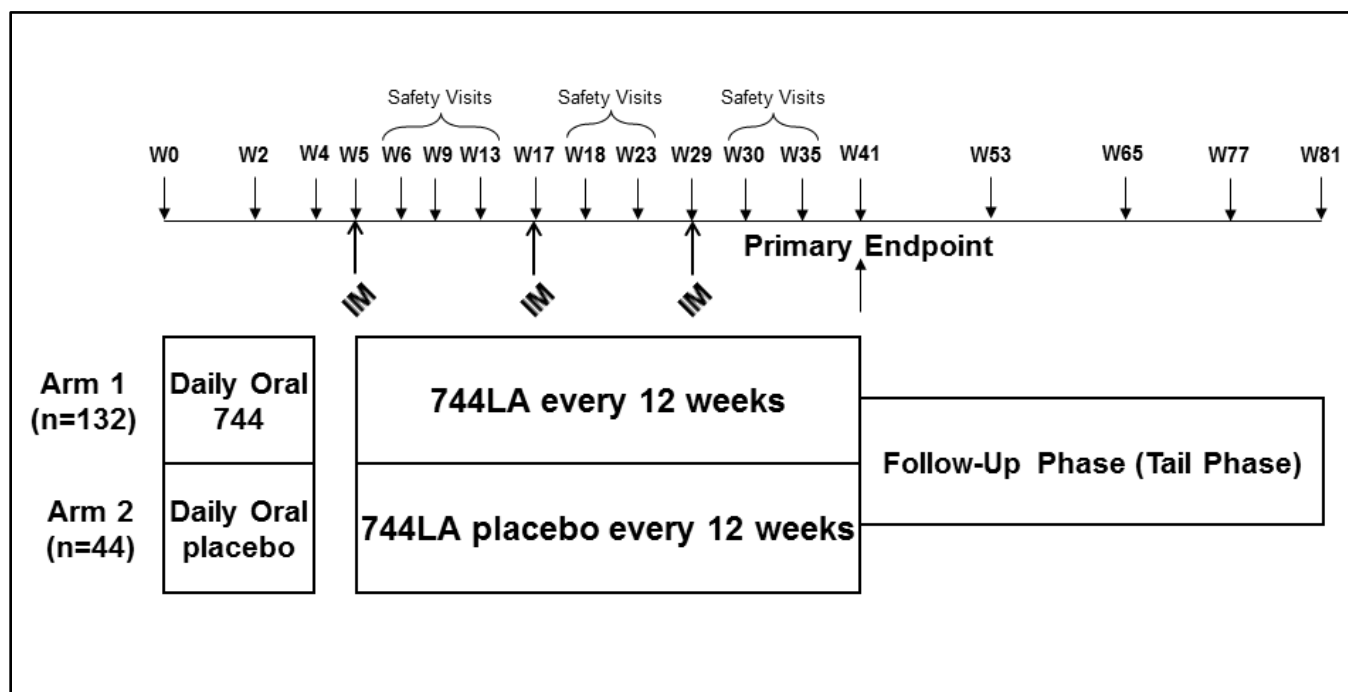 Safety Visits Safety Visits Safety Visits
W0 W2 W4 W5 W6 W9 W13 W17 W18 W23 W29 W30 W35 W41 W53 W65 W77 W81
Primary Endpoint
IM IM IM
Arm 1
(n=132)
Daily Oral
744
744LA every 12 weeks
Arm 2
(n=44)
Daily Oral
placebo
744LA placebo every 12 weeks
Follow-Up Phase (Tail Phase)